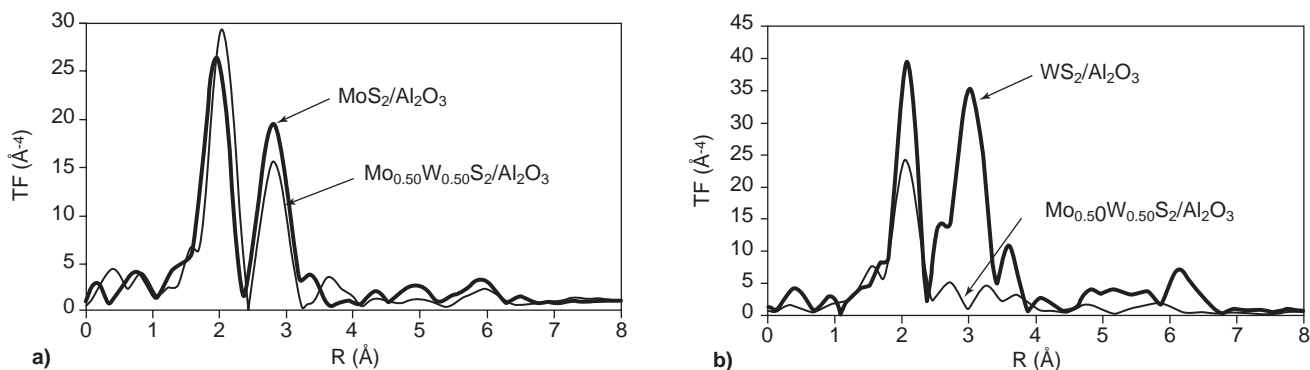 30
25
20
15
10
5
0
TF (Å-4)
MoS2/Al2O3
Mo0.50W0.50S2/Al2O3
0 1 2 3 4 5 6 7 8
R (Å)
a)
45
40
35
30
25
20
15
10
5
0
TF (Å-4)
WS2/Al2O3
Mo0.50W0.50S2/Al2O3
0 1 2 3 4 5 6 7 8
R (Å)
b)